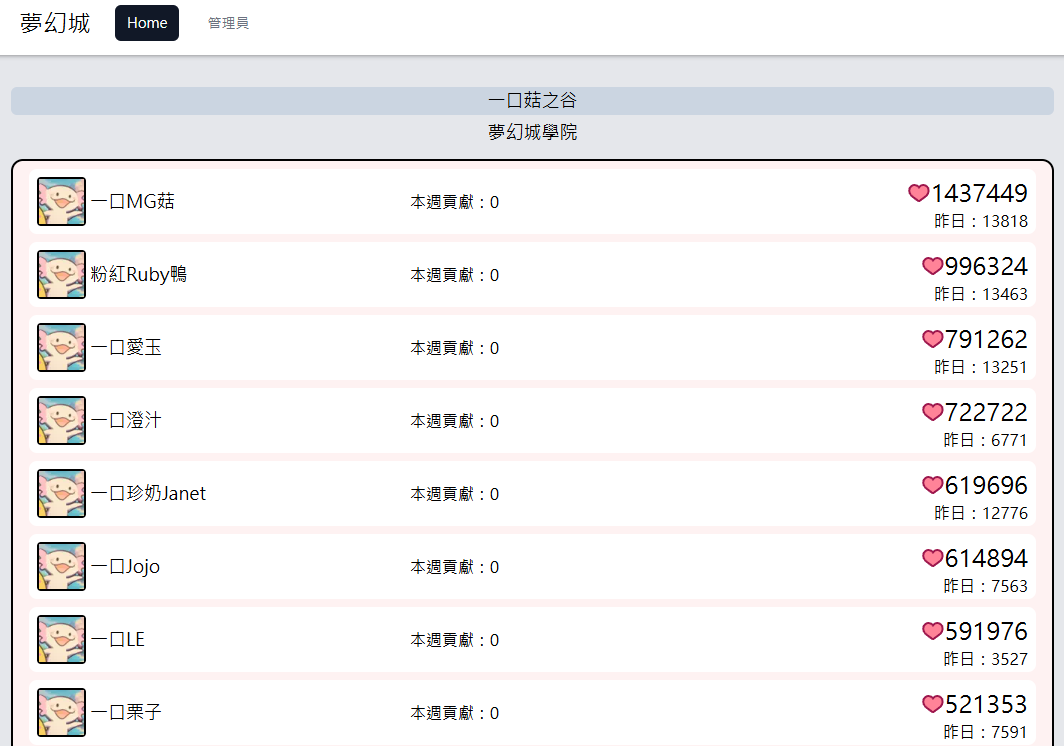 夢幻城 Home 管理員
一口菇之谷
夢幻城學院
一口MG菇 本週貢獻：0 1437449
昨日：13818
粉紅Ruby鴨 本週貢獻：0 996324
昨日：13463
一口愛玉 本週貢獻：0 791262
昨日：13251
一口澄汁 本週貢獻：0 722722
昨日：6771
一口珍奶Janet 本週貢獻：0 619696
昨日：12776
一口Jojo 本週貢獻：0 614894
昨日：7563
一口LE 本週貢獻：0 591976
昨日：3527
一口栗子 本週貢獻：0 521353
昨日：7591